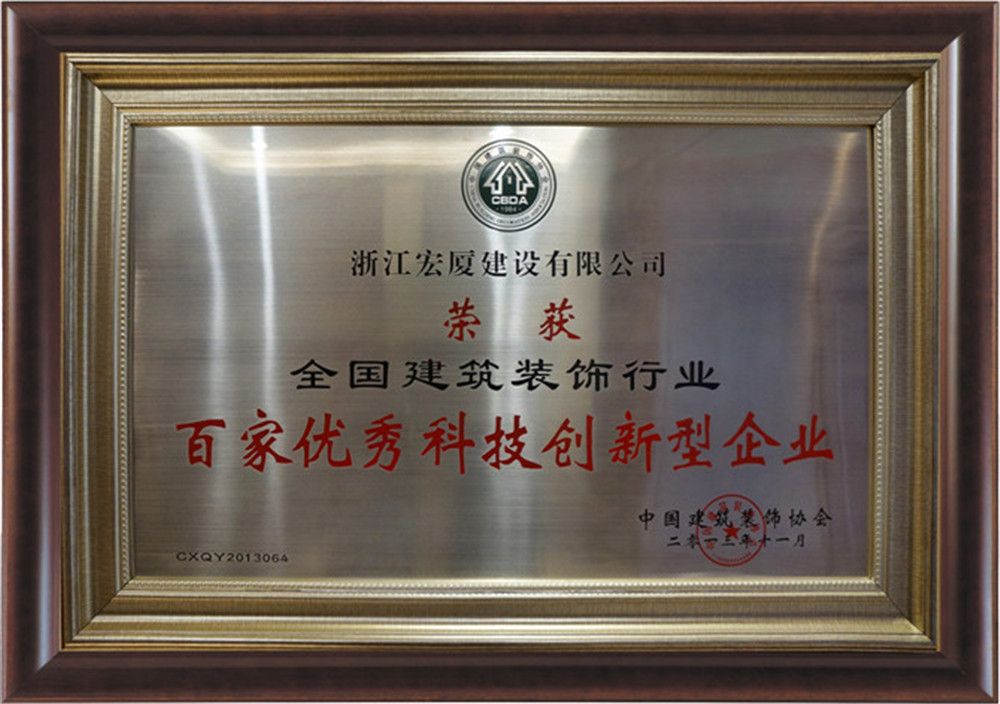 CBDA
·1984·
浙江宏厦建设有限公司
荣 获
全国建筑装饰行业
百家优秀科技创新型企业
中国建筑装饰协会
二零一三年十一月
CXQY2013064